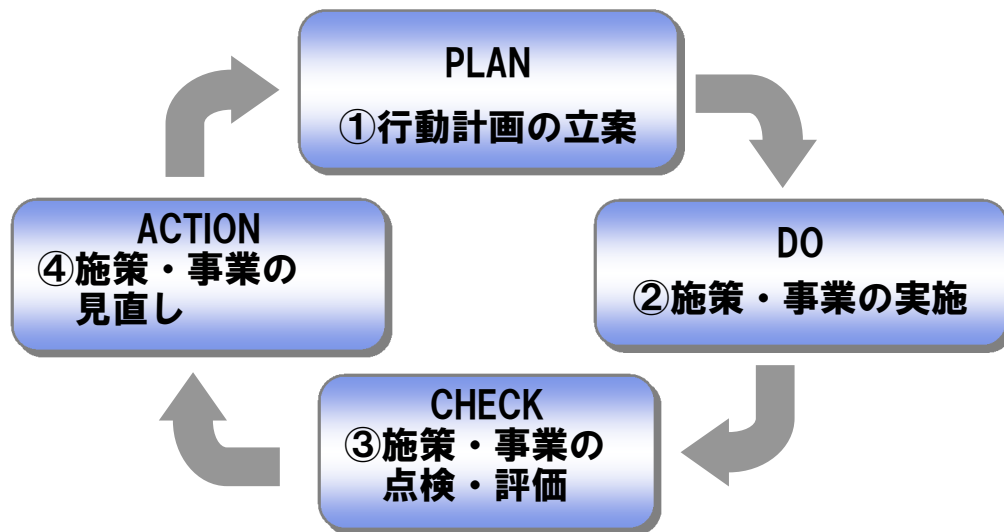 PLAN
①行動計画の立案
DO
②施策・事業の実施
CHECK
③施策・事業の
点検・評価
ACTION
④施策・事業の
見直し